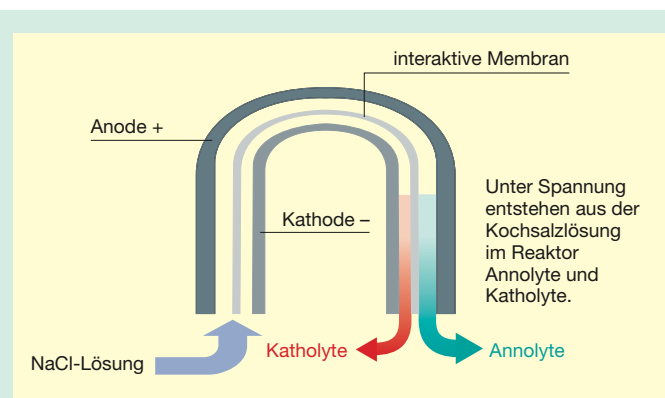 interaktive Membran
Anode +
Kathode –
Unter Spannung
entstehen aus der
Kochsalzlösung
im Reaktor
Annolyte und
Katholyte.
NaCl-Lösung
Katholyte
Annolyte